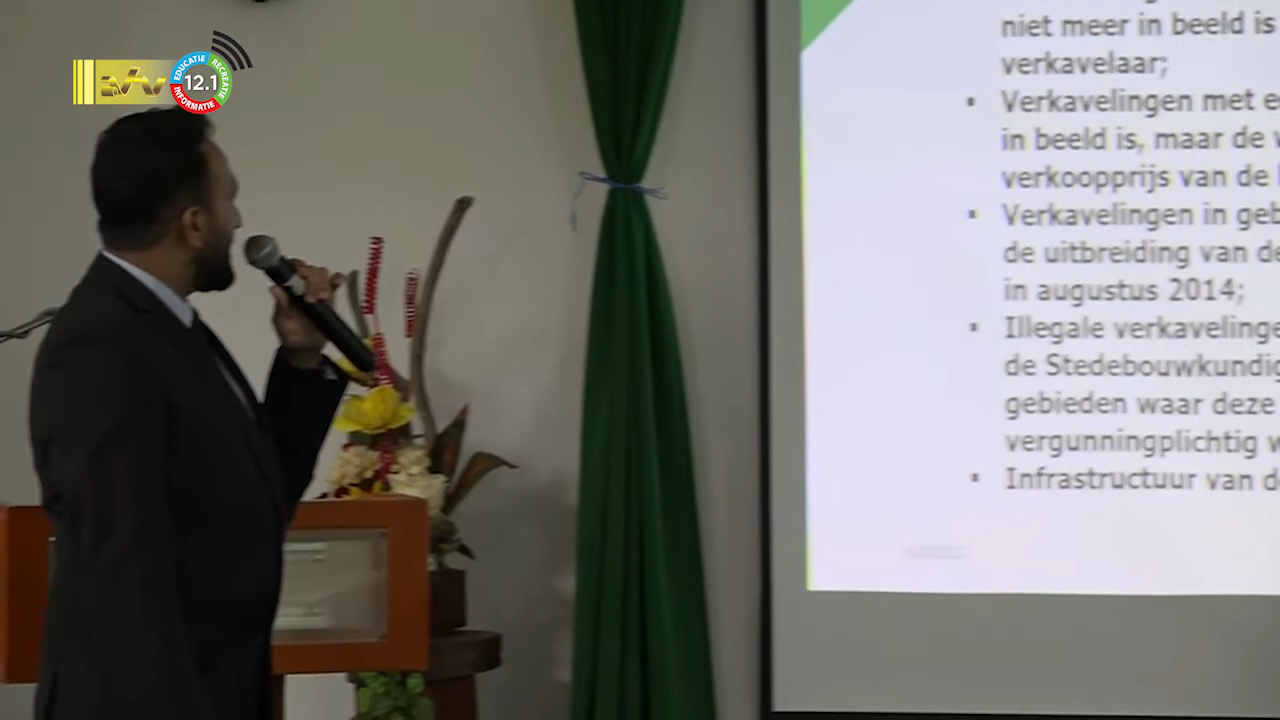 EDUCATIE
RECREATIE
INFORMATIE
12.1
niet meer in beeld is
verkavelaar;
▪ Verkavelingen met e
in beeld is, maar de
verkoopprijs van de
▪ Verkavelingen in geb
de uitbreiding van de
in augustus 2014;
▪ Illegale verkavelinge
de Stedebouwkundig
gebieden waar deze
vergunningplichtig w
▪ Infrastructuur van de